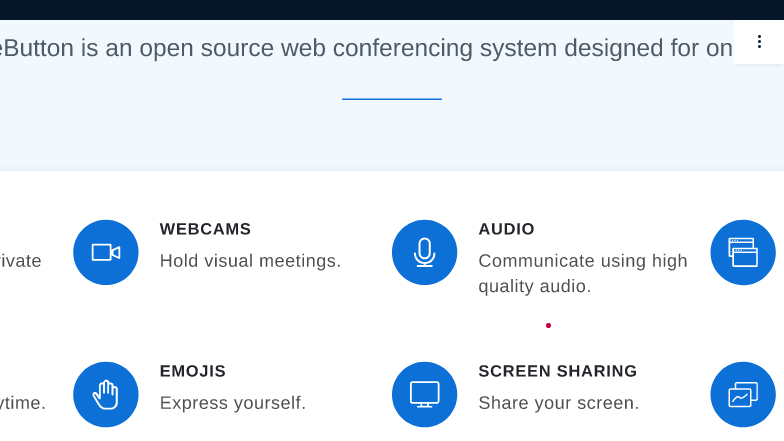 eButton is an open source web conferencing system designed for on
WEBCAMS
ivate
Hold visual meetings.
AUDIO
Communicate using high
quality audio.
EMOJIS
ytime.
Express yourself.
SCREEN SHARING
Share your screen.